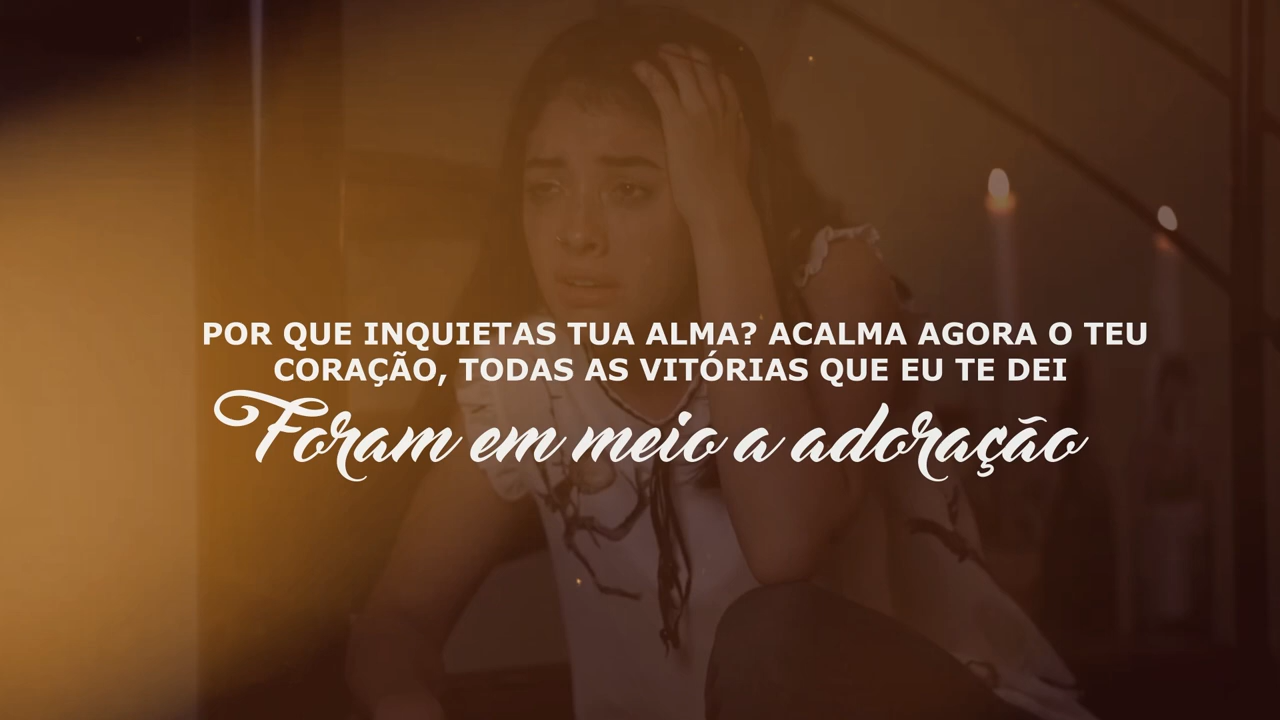 POR QUE INQUIETAS TUA ALMA? ACALMA AGORA O TEU
CORAÇÃO, TODAS AS VITÓRIAS QUE EU TE DEI
Foram em meio a adoração